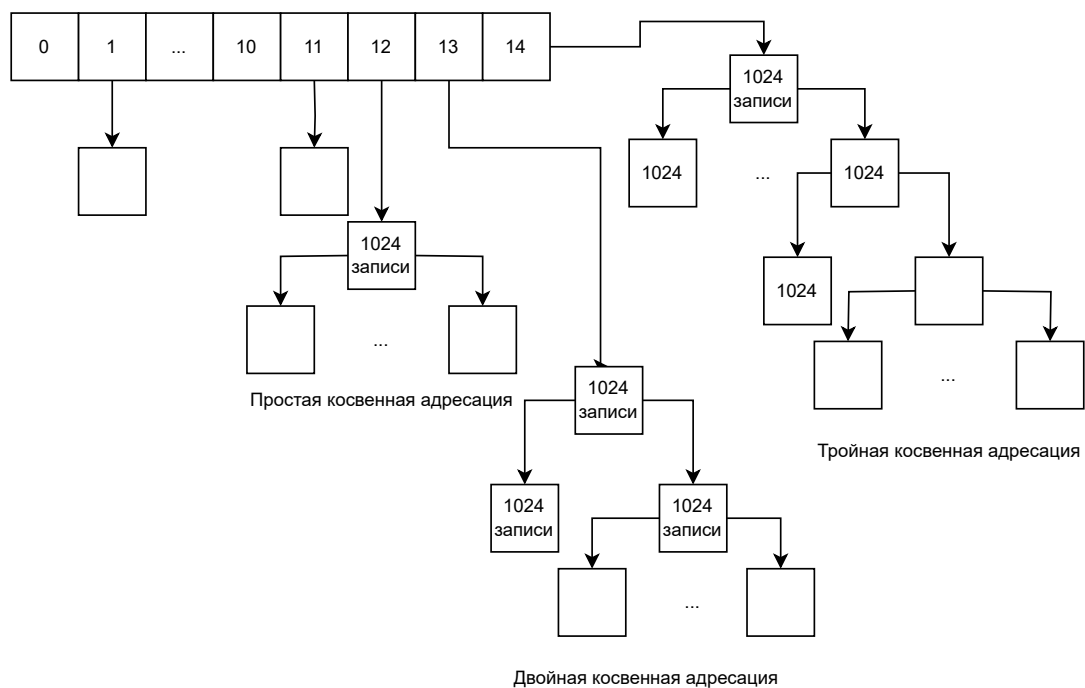 0 1 ... 10 11 12 13 14
1024
записи
1024
...
1024
1024
записи
1024
...
...
Простая косвенная адресация
1024
записи
Тройная косвенная адресация
1024
записи
1024
записи
...
Двойная косвенная адресация